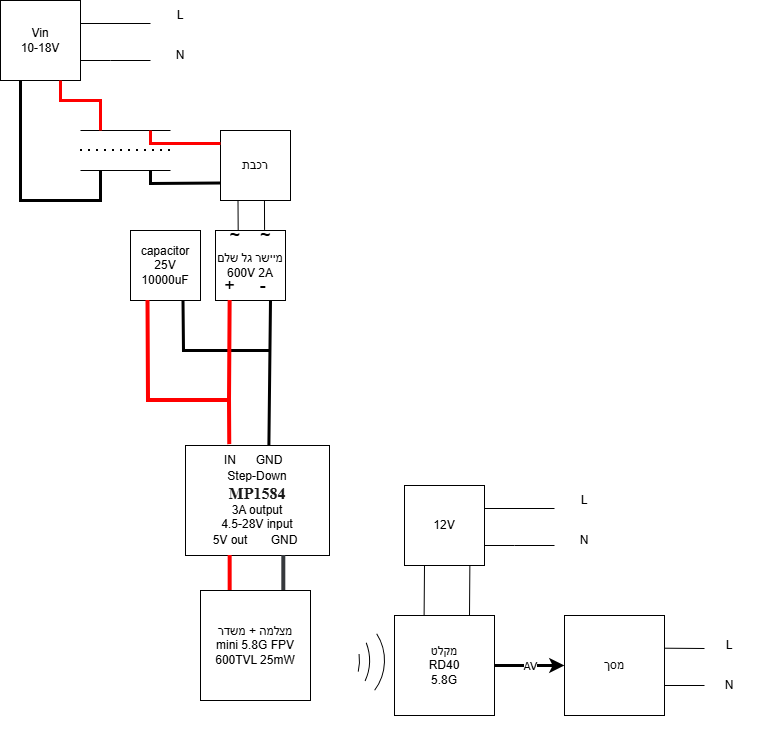 Vin
10-18V
L
N
רכבת
capacitor
25V
10000uF
~ ~
מיישר גל שלם
600V 2A
+ -
IN GND
Step-Down
MP1584
3A output
4.5-28V input
5V out GND
מצלמה + משדר
mini 5.8G FPV
600TVL 25mW
12V
L
N
מקלט
RD40
5.8G
AV
מסך
L
N